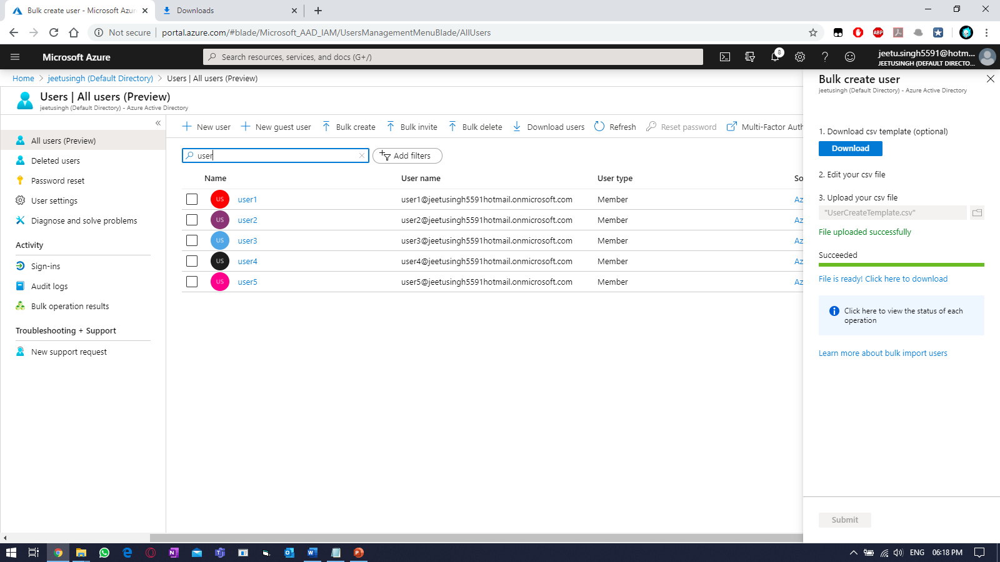 Bulk create user - Microsoft Azur
Downloads
Not secure
portal.azure.com/#blade/Microsoft_AAD_IAM/UsersManagementMenuBlade/AllUsers
ABP
Microsoft Azure
Search resources, services, and docs (G+/)
8
jeetu.singh5591@hotm...
JEETUSINGH (DEFAULT DIRECTO...
Home > jeetusingh (Default Directory) > Users | All users (Preview)
Users | All users (Preview)
jeetusingh (Default Directory) - Azure Active Directory
«
All users (Preview)
Deleted users
Password reset
User settings
Diagnose and solve problems
Activity
Sign-ins
Audit logs
Bulk operation results
Troubleshooting + Support
New support request
New user
New guest user
Bulk create
Bulk invite
Bulk delete
Download users
Refresh
Reset password
Multi-Factor Auth
user
Add filters
Name User name User type So
US user1 user1@jeetusingh5591hotmail.onmicrosoft.com Member Az
US user2 user2@jeetusingh5591hotmail.onmicrosoft.com Member Az
US user3 user3@jeetusingh5591hotmail.onmicrosoft.com Member Az
US user4 user4@jeetusingh5591hotmail.onmicrosoft.com Member Az
US user5 user5@jeetusingh5591hotmail.onmicrosoft.com Member Az
Bulk create user
jeetusingh (Default Directory) - Azure Active Directory
1. Download csv template (optional)
Download
2. Edit your csv file
3. Upload your csv file
"UserCreateTemplate.csv"
File uploaded successfully
Succeeded
File is ready! Click here to download
Click here to view the status of each
operation
Learn more about bulk import users
Submit
ENG
06:18 PM